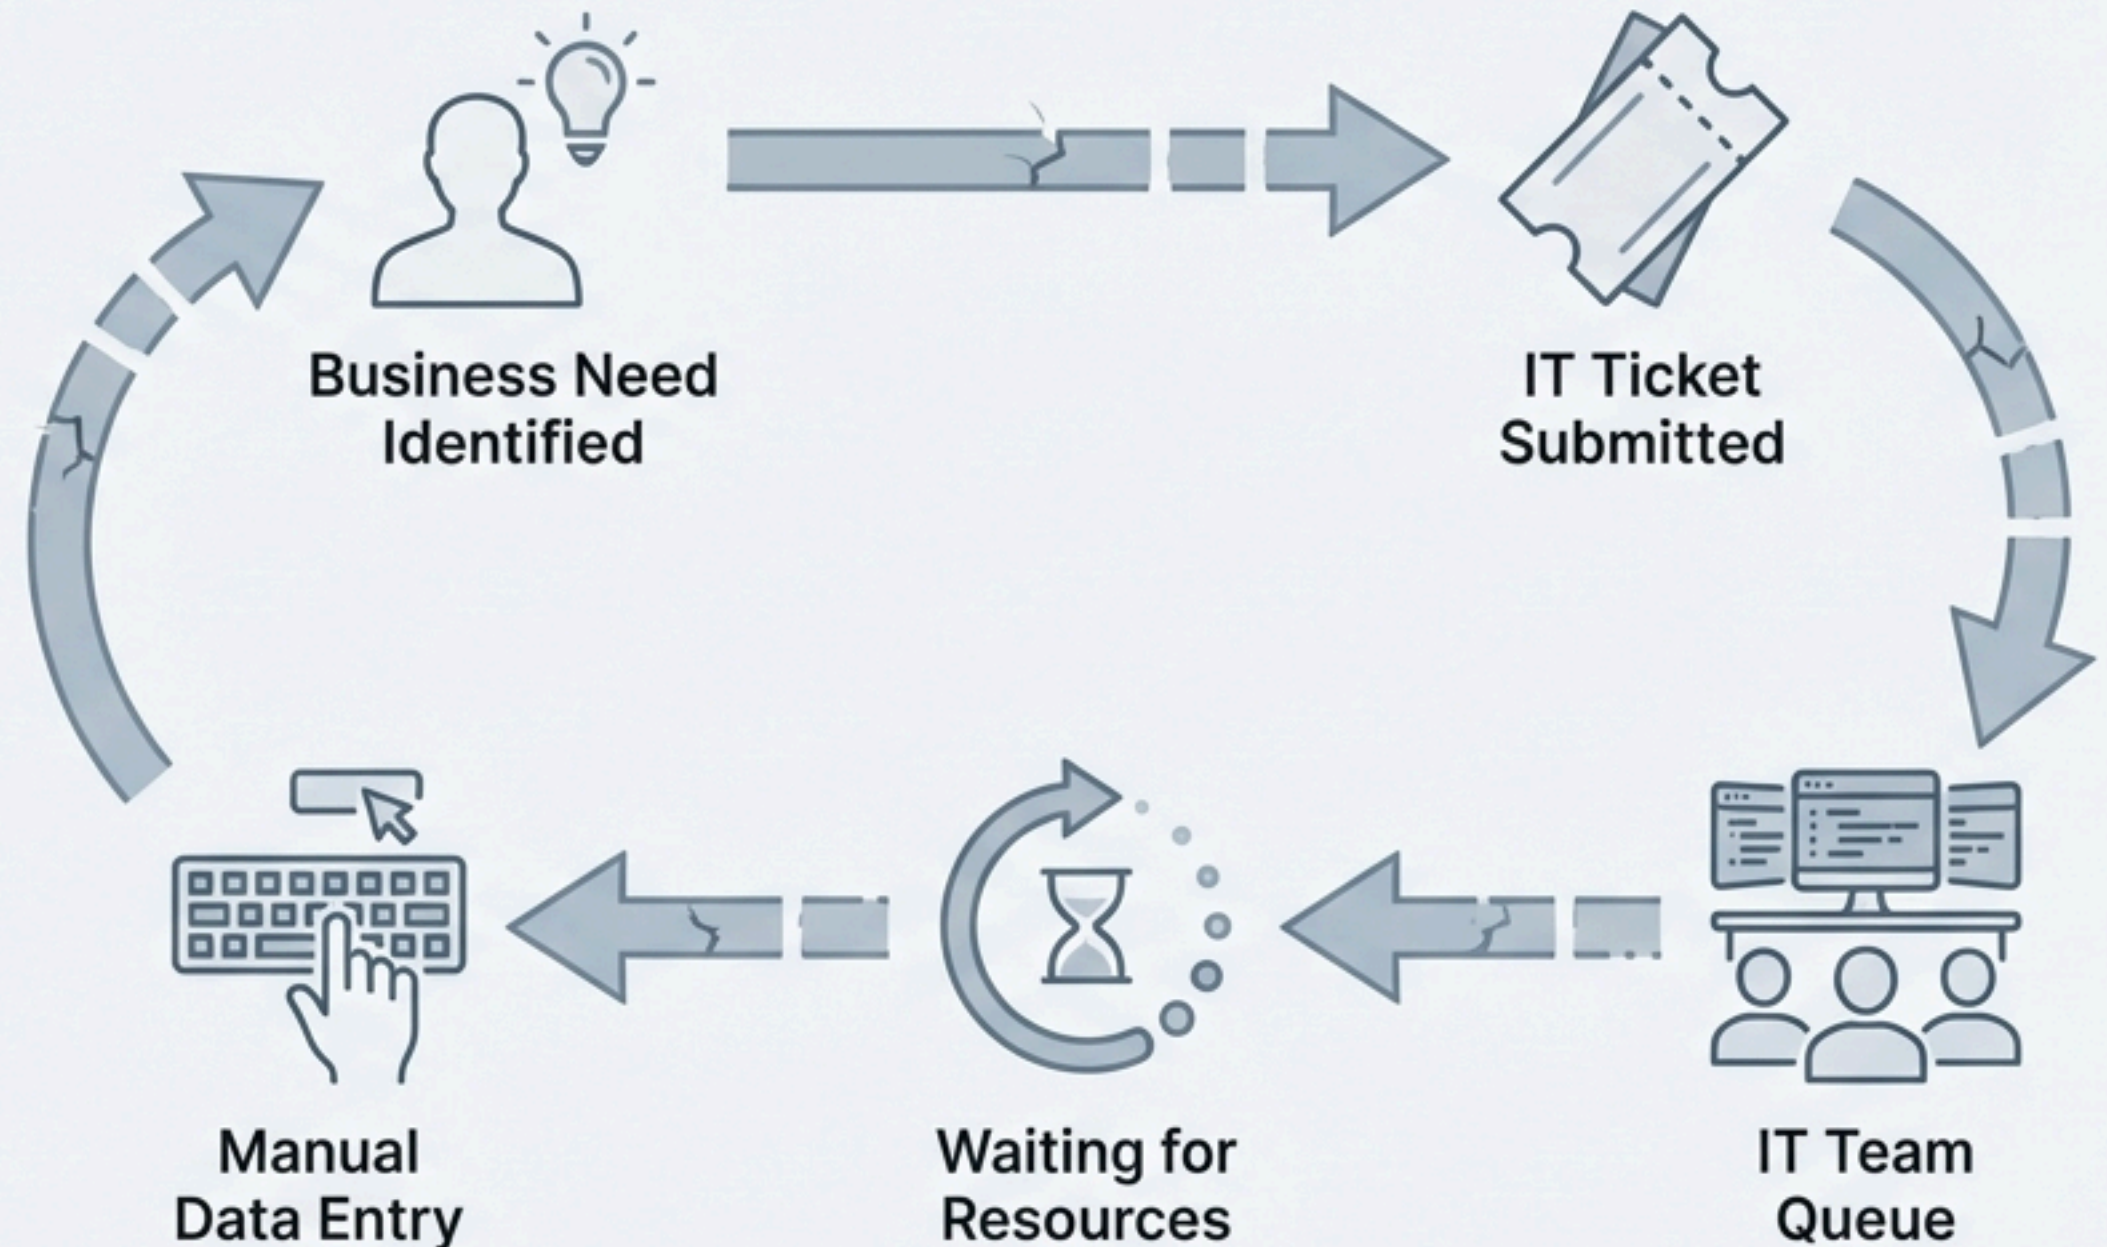 Business Need
Identified
IT Ticket
Submitted
Manual
Data Entry
Waiting for
Resources
IT Team
Queue